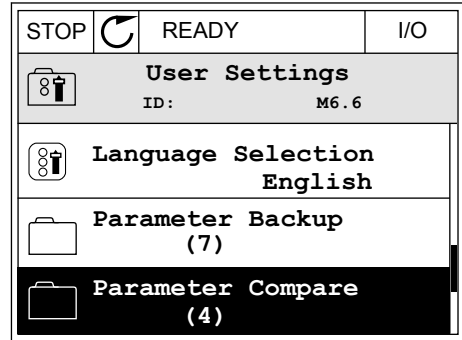 STOP READY I/O
User Settings
ID: M6.6
Language Selection
English
Parameter Backup
(7)
Parameter Compare
(4)